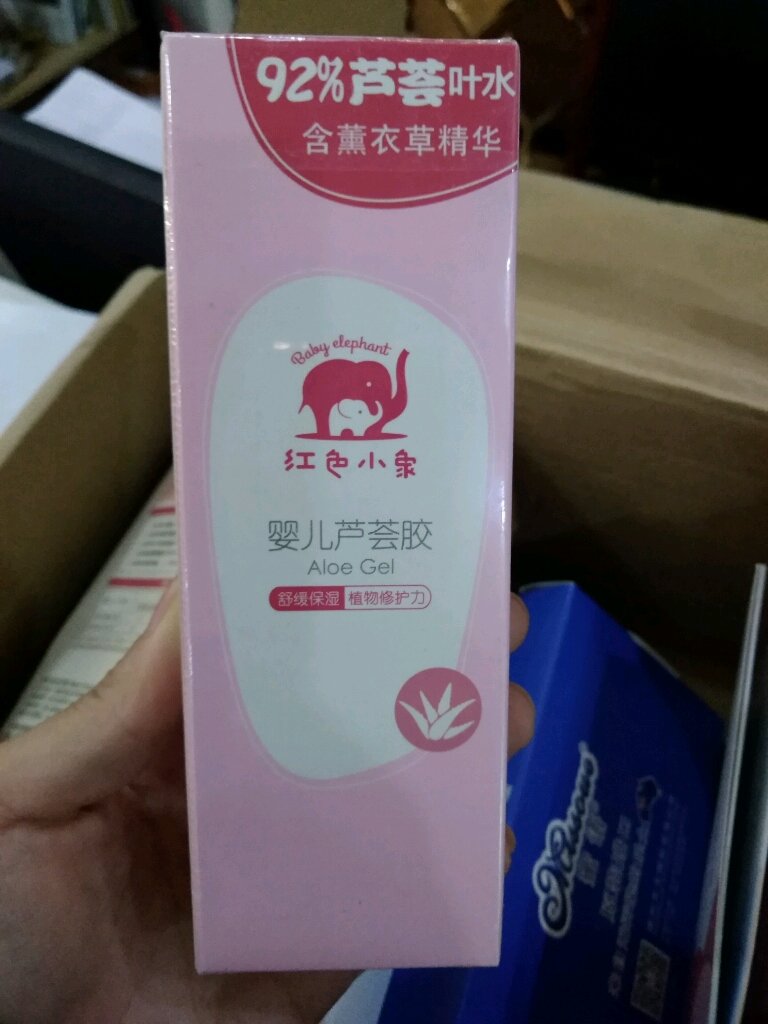 92%芦荟叶水
含薰衣草精华
Baby elephant
红色小象
婴儿芦荟胶
Aloe Gel
舒缓保湿 植物修护力